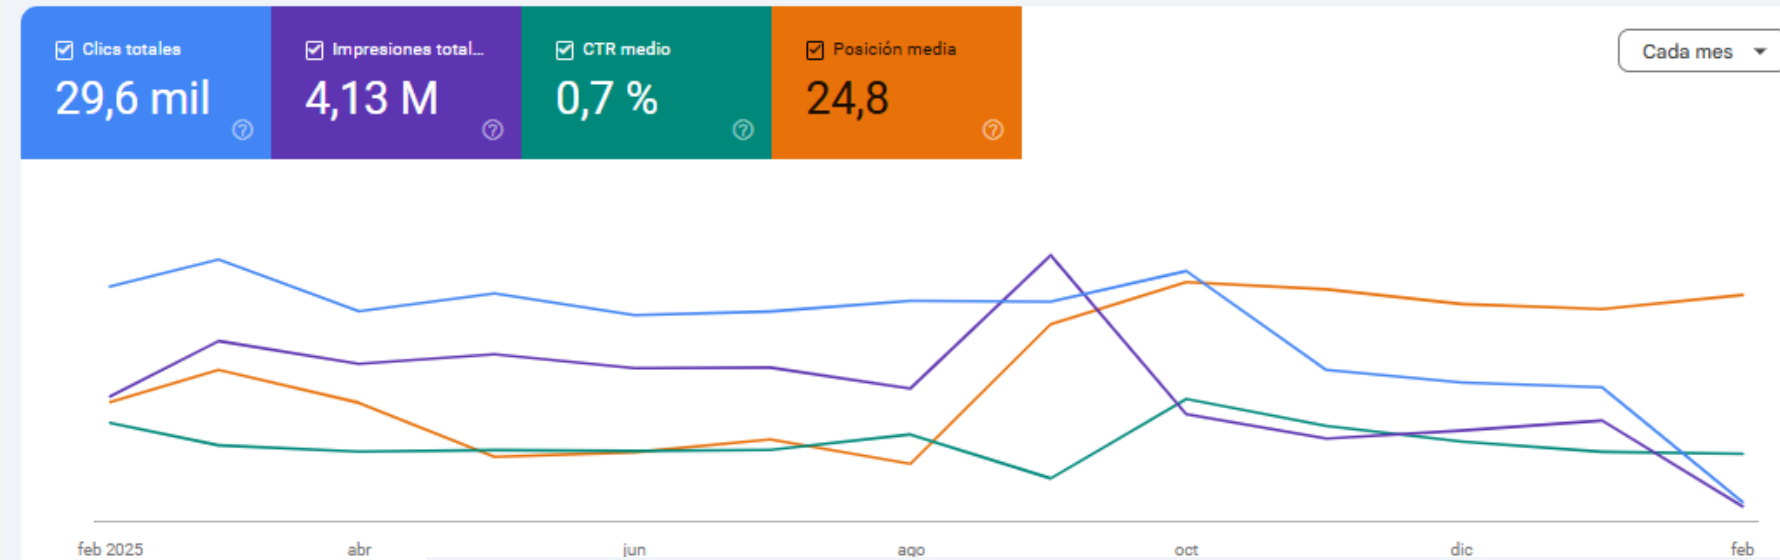 Clics totales
29,6 mil
Impresiones total...
4,13 M
CTR medio
0,7 %
Posición media
24,8
Cada mes
feb 2025 abr jun ago oct dic feb